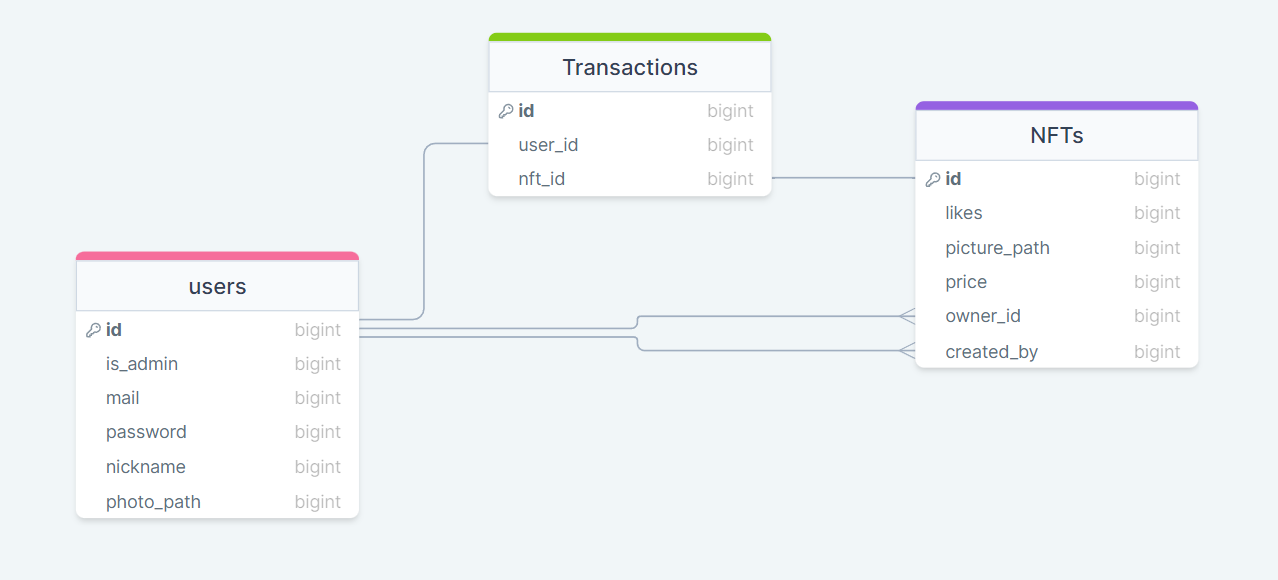 Transactions
id bigint
user_id bigint
nft_id bigint
NFTs
id bigint
likes bigint
picture_path bigint
price bigint
owner_id bigint
created_by bigint
users
id bigint
is_admin bigint
mail bigint
password bigint
nickname bigint
photo_path bigint